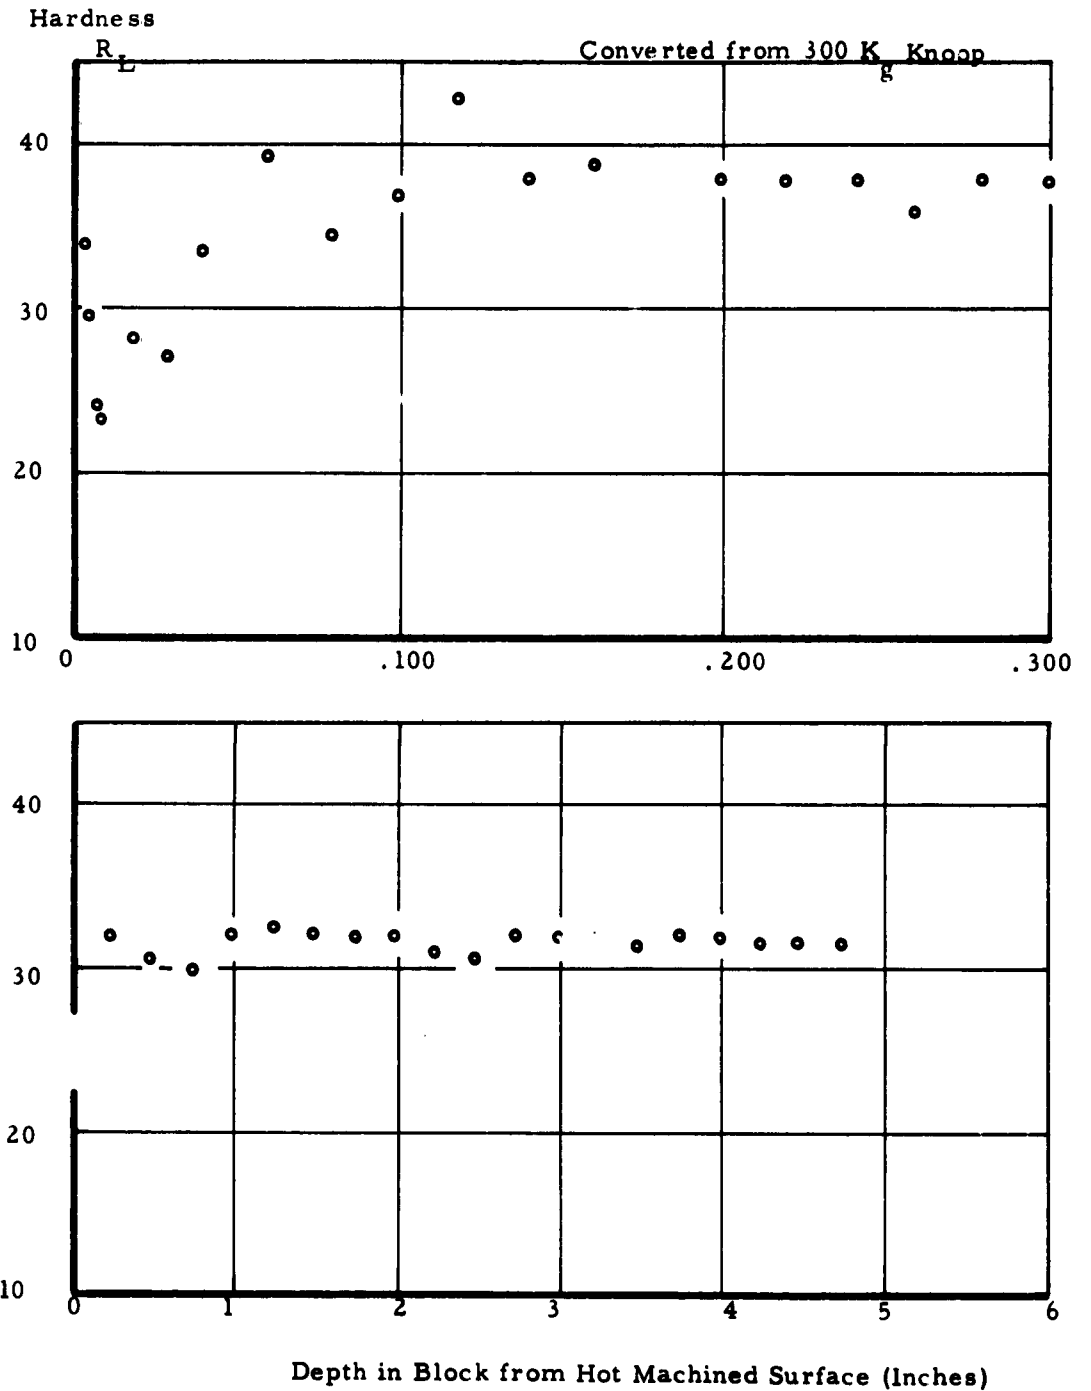 Hardness
R_L
Converted from 300 Kg Knoop
40
30
20
10
0 .100 .200 .300
40
30
20
10
0 1 2 3 4 5 6
Depth in Block from Hot Machined Surface (Inches)